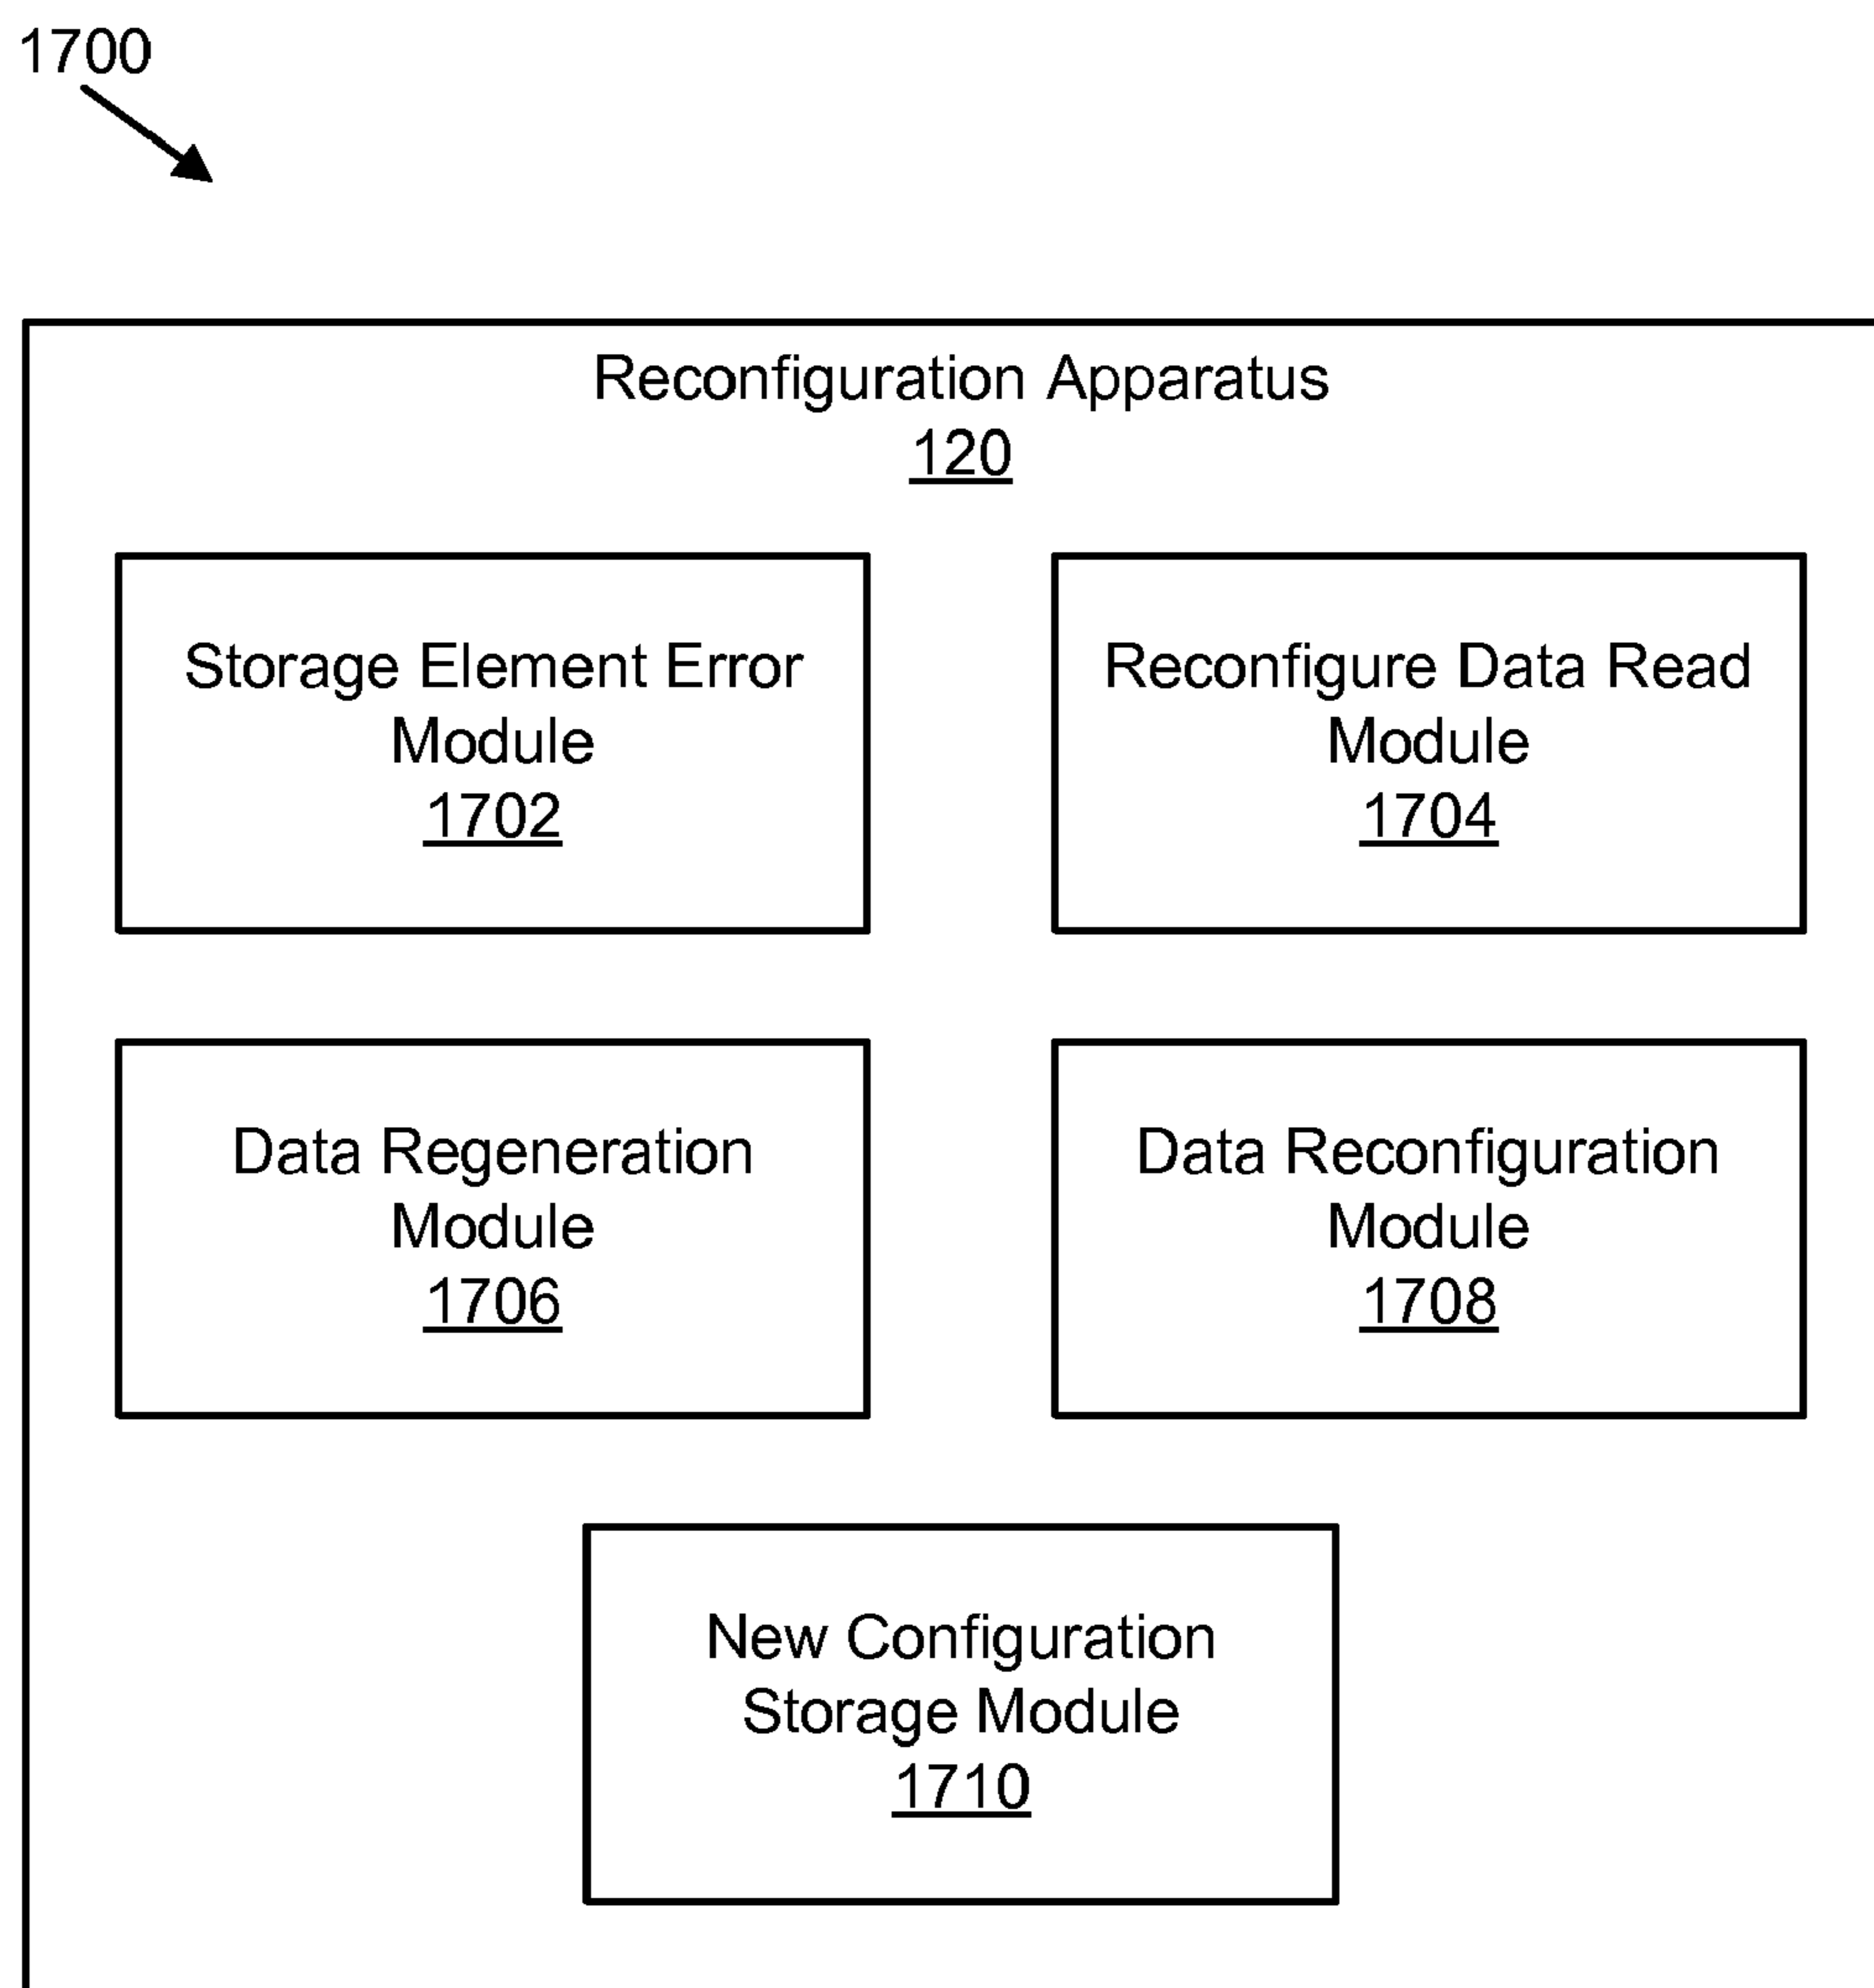 1700
Reconfiguration Apparatus
120
Storage Element Error
Module
1702
Reconfigure Data Read
Module
1704
Data Regeneration
Module
1706
Data Reconfiguration
Module
1708
New Configuration
Storage Module
1710